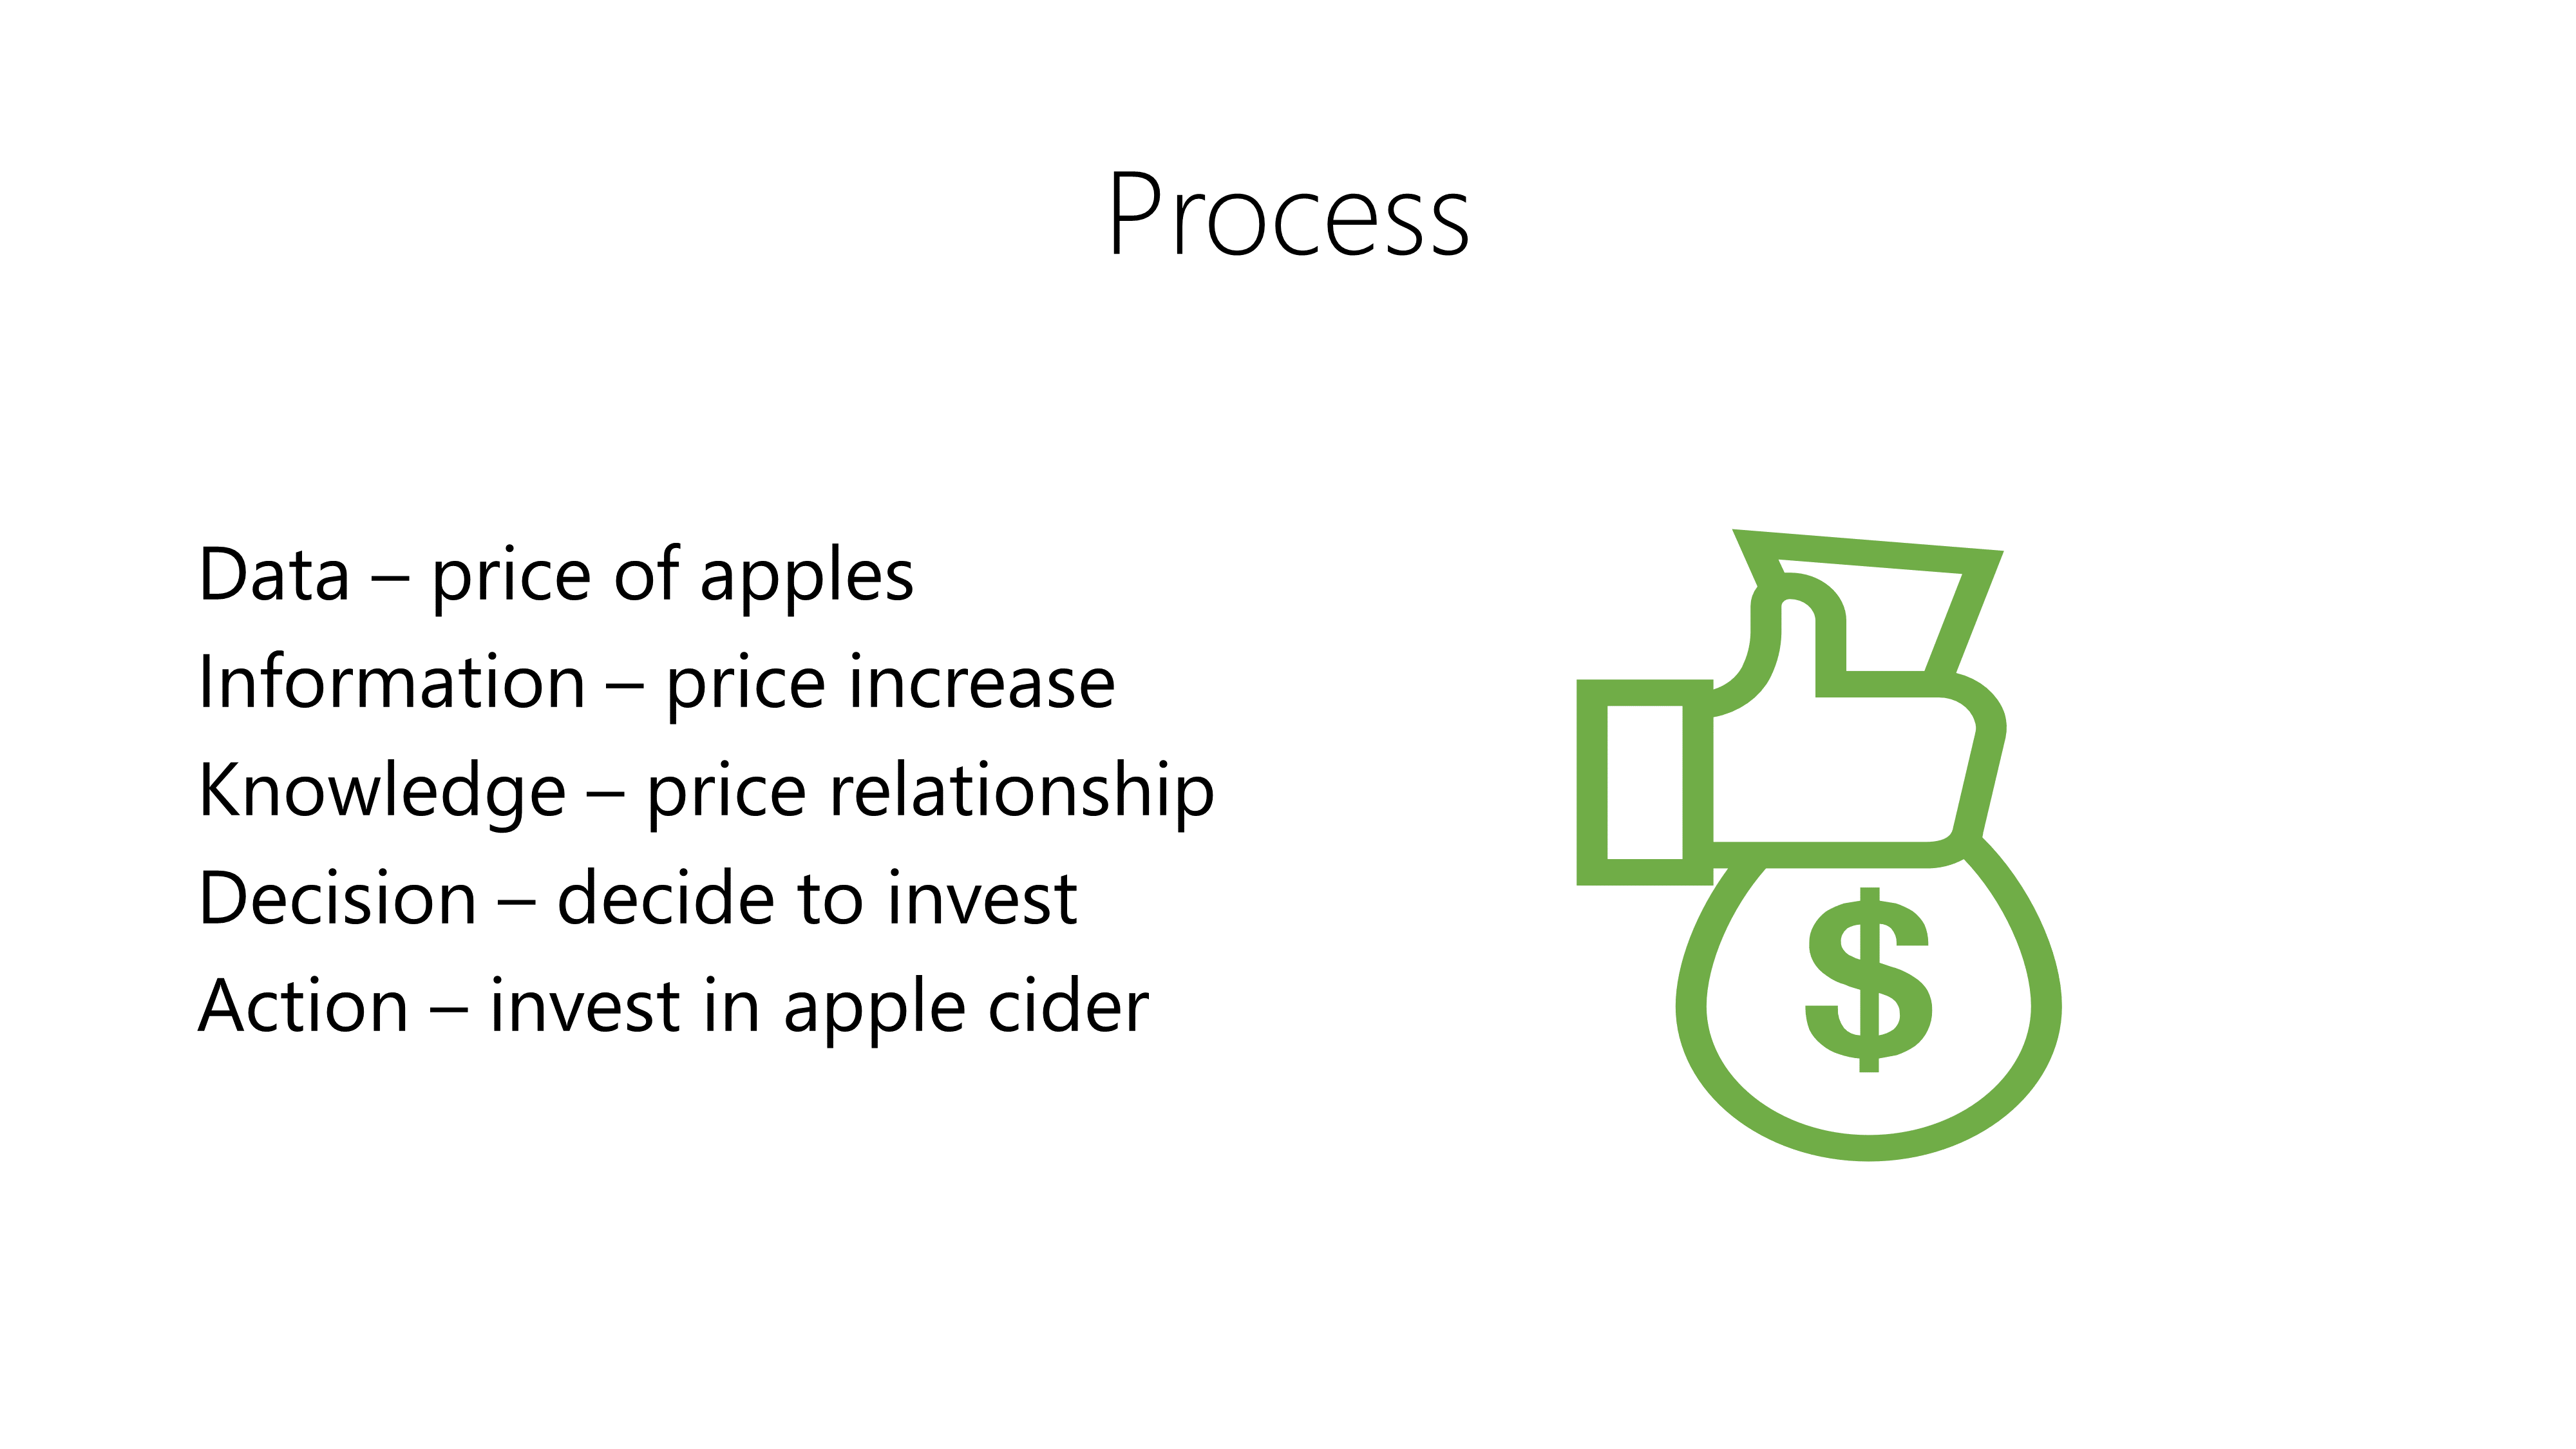 Process
Data – price of apples
Information – price increase
Knowledge – price relationship
Decision – decide to invest
Action – invest in apple cider
$